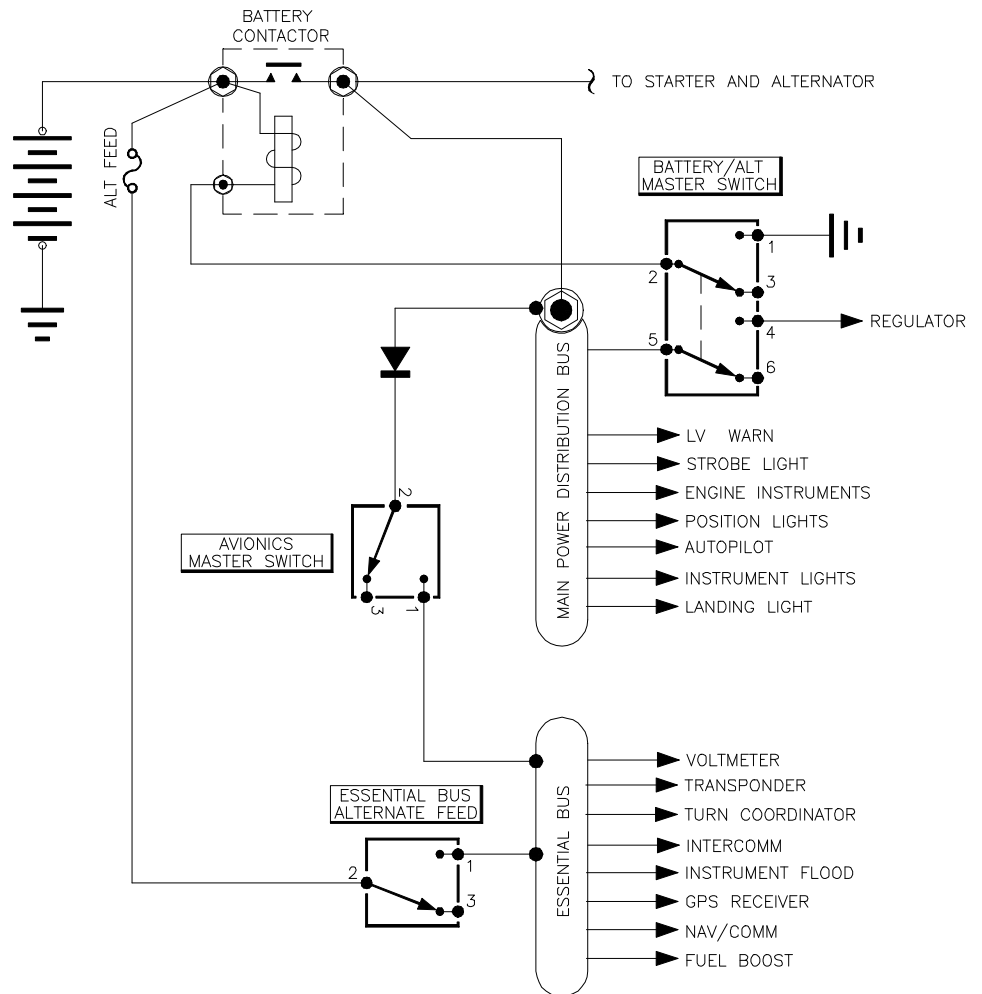 BATTERY
CONTACTOR
TO STARTER AND ALTERNATOR
ALT FEED
BATTERY/ALT
MASTER SWITCH
1
2
3
4
REGULATOR
5
6
MAIN POWER DISTRIBUTION BUS
LV WARN
STROBE LIGHT
ENGINE INSTRUMENTS
POSITION LIGHTS
AUTOPILOT
INSTRUMENT LIGHTS
LANDING LIGHT
2
AVIONICS
MASTER SWITCH
3
1
ESSENTIAL BUS
VOLTMETER
TRANSPONDER
TURN COORDINATOR
INTERCOMM
INSTRUMENT FLOOD
GPS RECEIVER
NAV/COMM
FUEL BOOST
ESSENTIAL BUS
ALTERNATE FEED
2
1
3